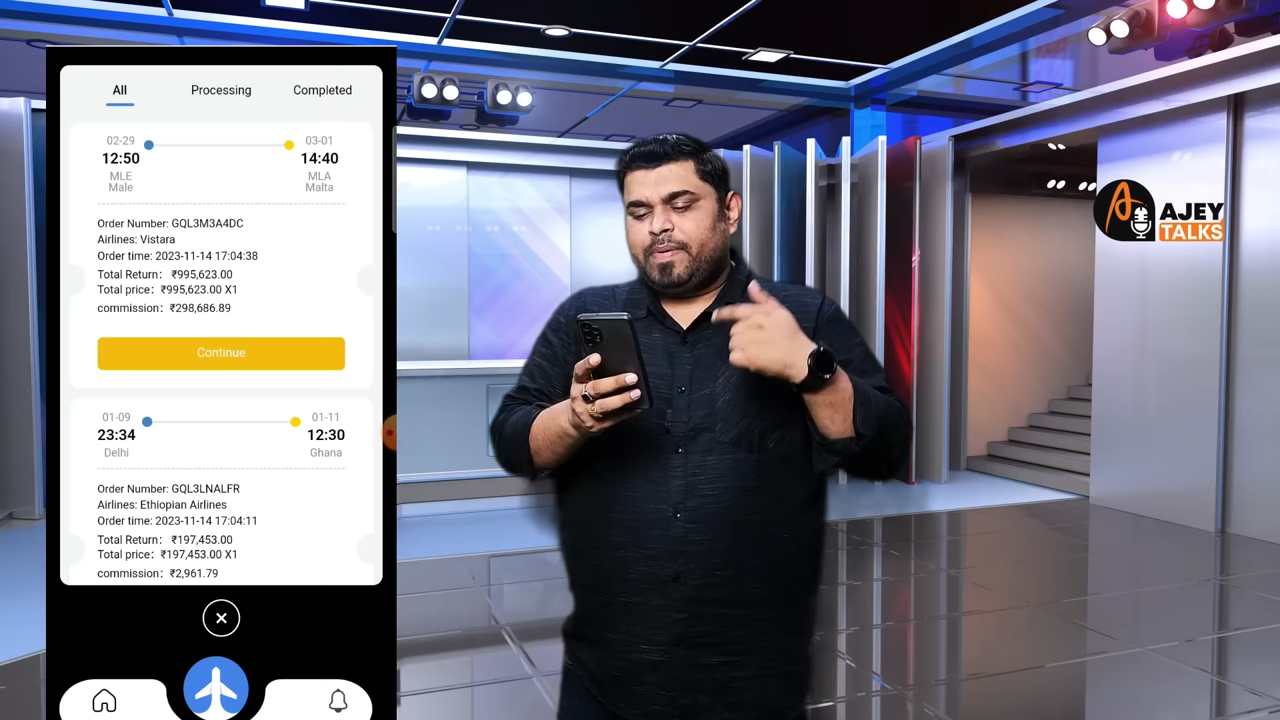 All
Processing
Completed
02-29
03-01
12:50
14:40
MLE
MLA
Male
Malta
Order Number: GQL3M3A4DC
Airlines: Vistara
Order time: 2023-11-14 17:04:38
Total Return: ₹995,623.00
Total price: ₹995,623.00 X1
commission: ₹298,686.89
Continue
01-09
01-11
23:34
12:30
Delhi
Ghana
Order Number: GQL3LNALFR
Airlines: Ethiopian Airlines
Order time: 2023-11-14 17:04:11
Total Return: ₹197,453.00
Total price: ₹197,453.00 X1
commission: ₹2,961.79
AJEY
TALKS